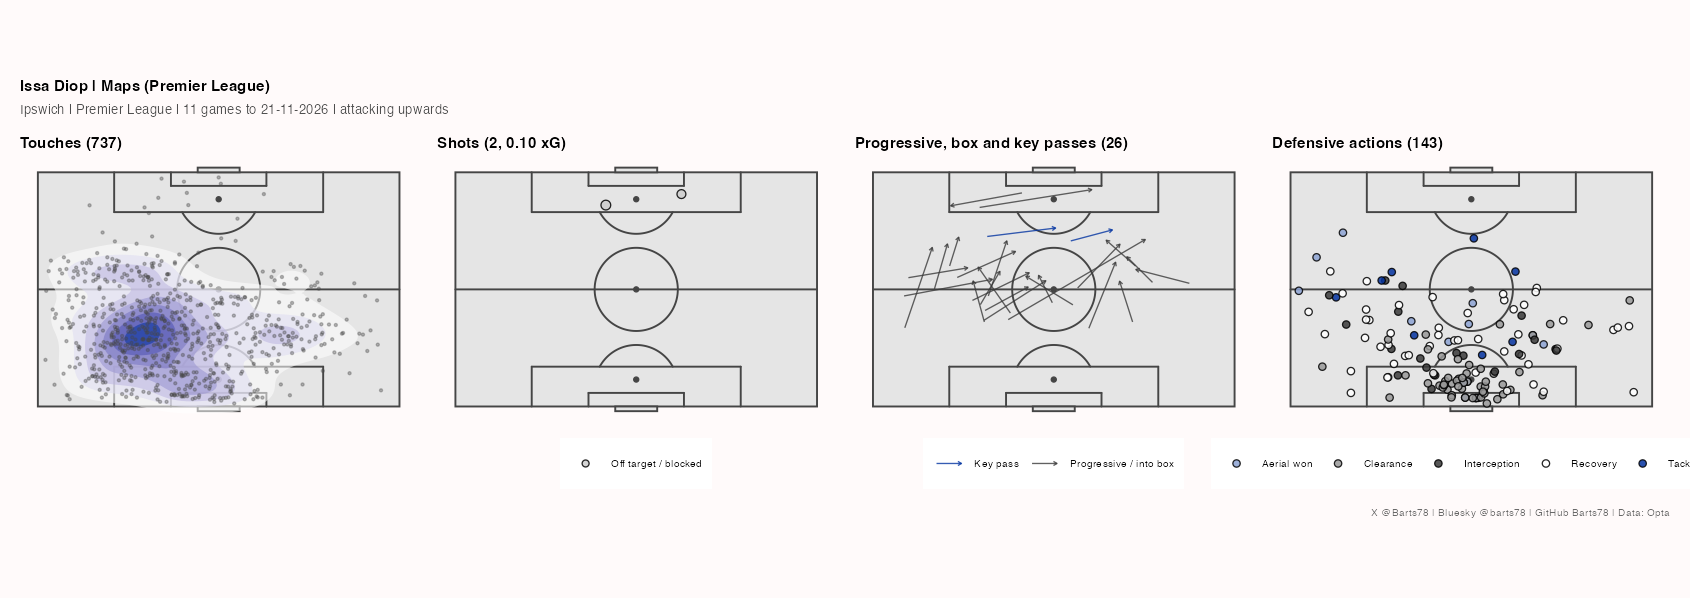 Issa Diop | Maps (Premier League)
Ipswich | Premier League | 11 games to 21-11-2026 | attacking upwards
Touches (737)
Shots (2, 0.10 xG)
Progressive, box and key passes (26)
Defensive actions (143)
Off target / blocked
Key pass
Progressive / into box
Aerial won
Clearance
Interception
Recovery
Tack
X @Barts78 | Bluesky @barts78 | GitHub Barts78 | Data: Opta